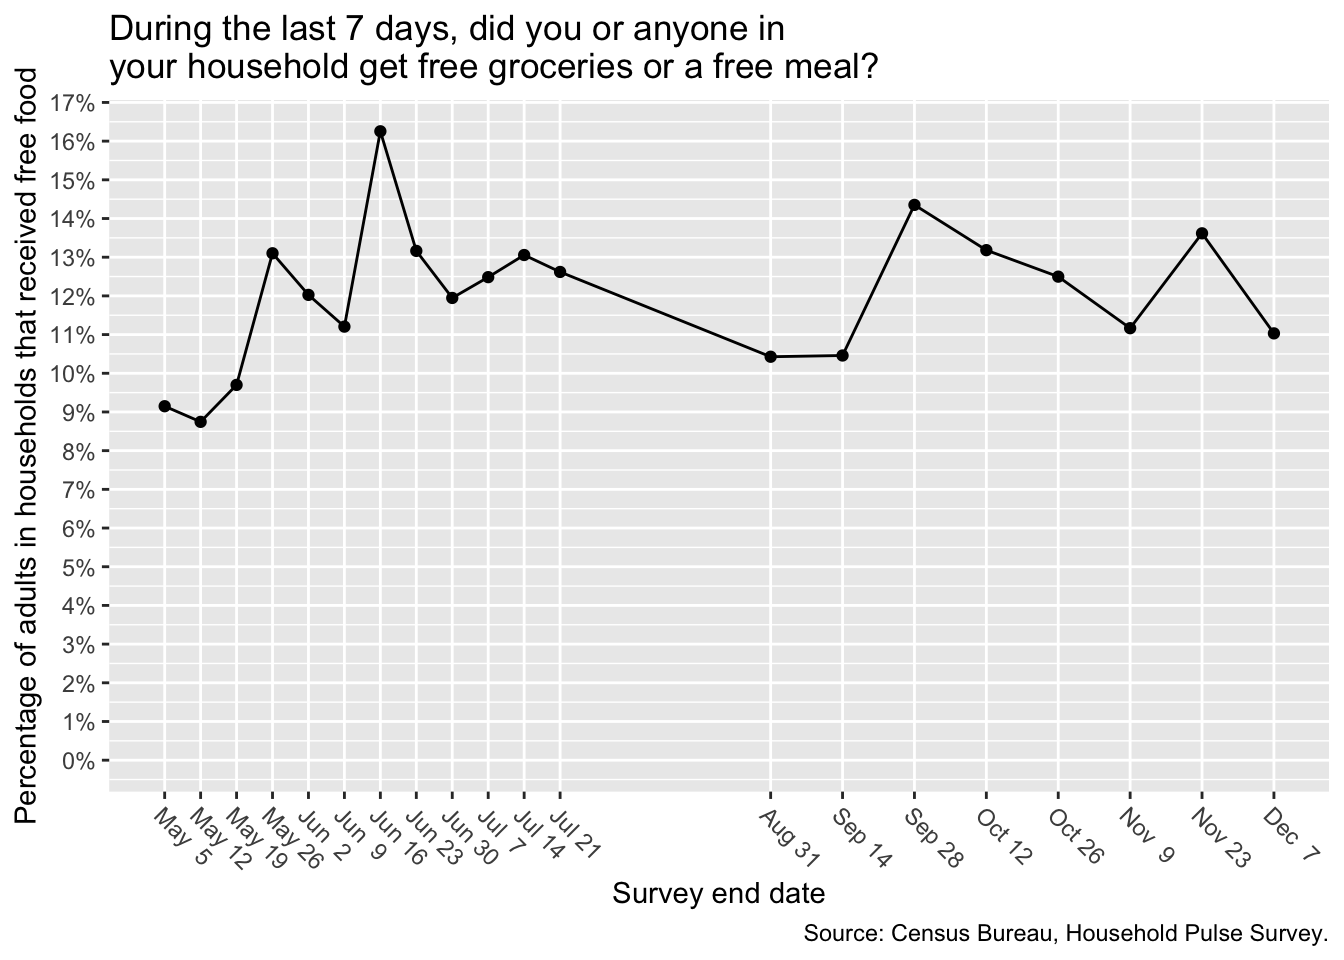 During the last 7 days, did you or anyone in
your household get free groceries or a free meal?
Percentage of adults in households that received free food
17%
16%
15%
14%
13%
12%
11%
10%
9%
8%
7%
6%
5%
4%
3%
2%
1%
0%
May 5
May 12
May 19
May 26
Jun 2
Jun 9
Jun 16
Jun 23
Jun 30
Jul 7
Jul 14
Jul 21
Aug 31
Sep 14
Sep 28
Oct 12
Oct 26
Nov 9
Nov 23
Dec 7
Survey end date
Source: Census Bureau, Household Pulse Survey.